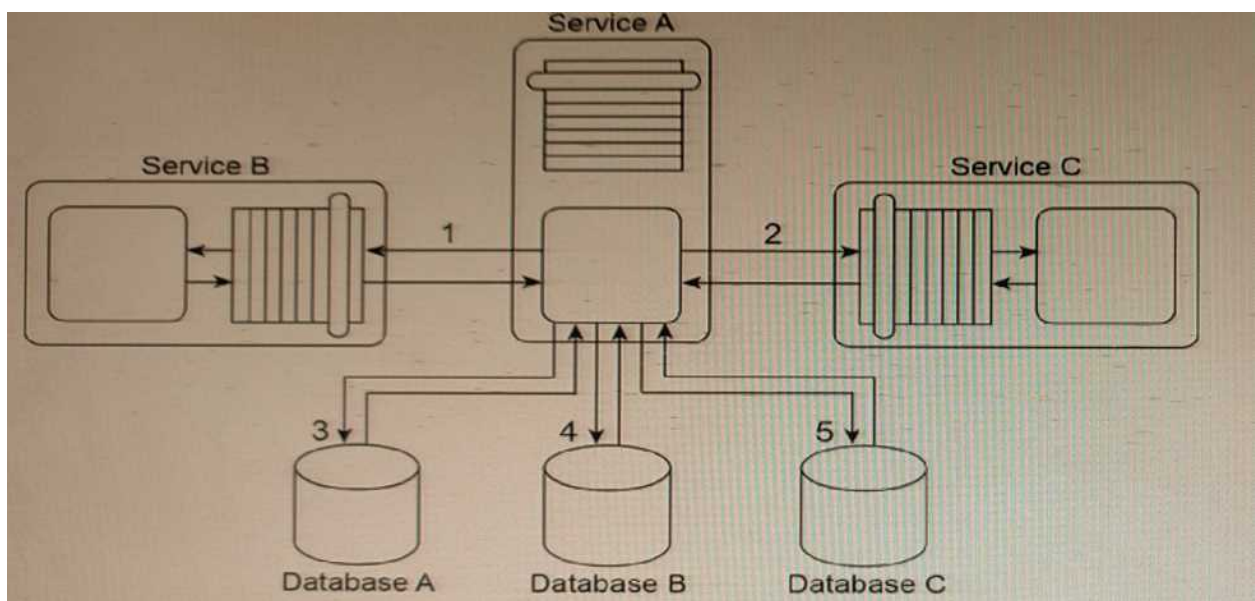 Service A
Service B
Service C
1
2
3
4
5
Database A
Database B
Database C